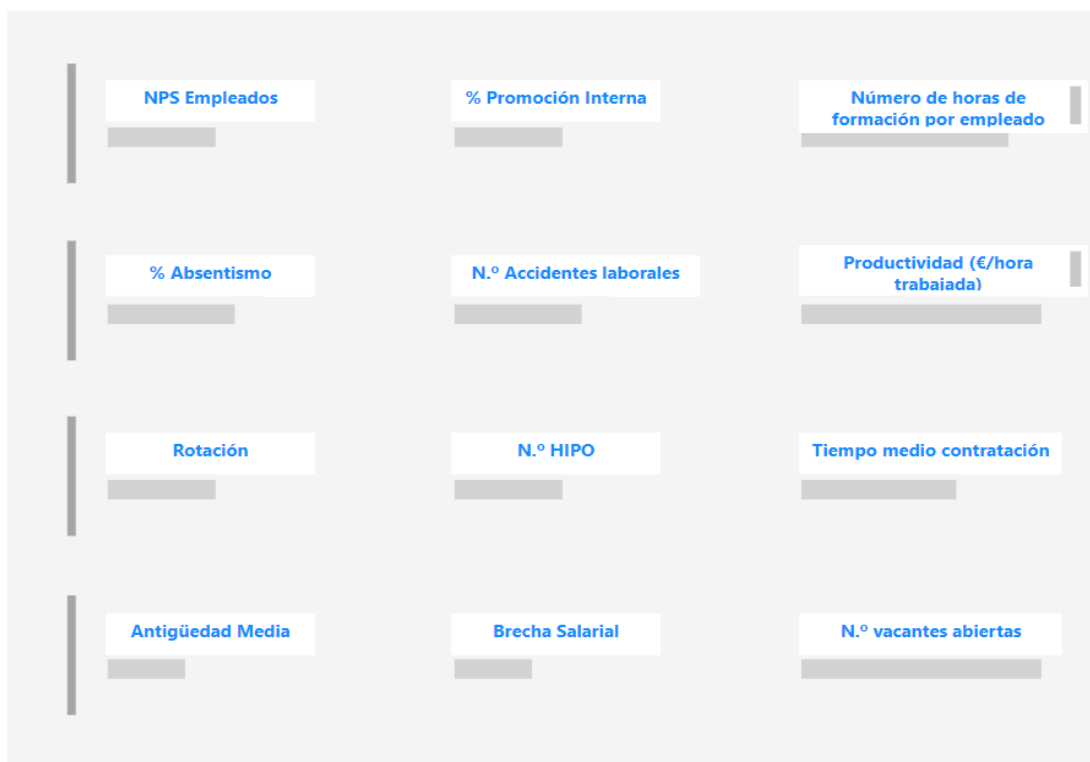 NPS Empleados
% Promoción Interna
Número de horas de
formación por empleado
% Absentismo
N.º Accidentes laborales
Productividad (€/hora
trabajada)
Rotación
N.º HIPO
Tiempo medio contratación
Antigüedad Media
Brecha Salarial
N.º vacantes abiertas